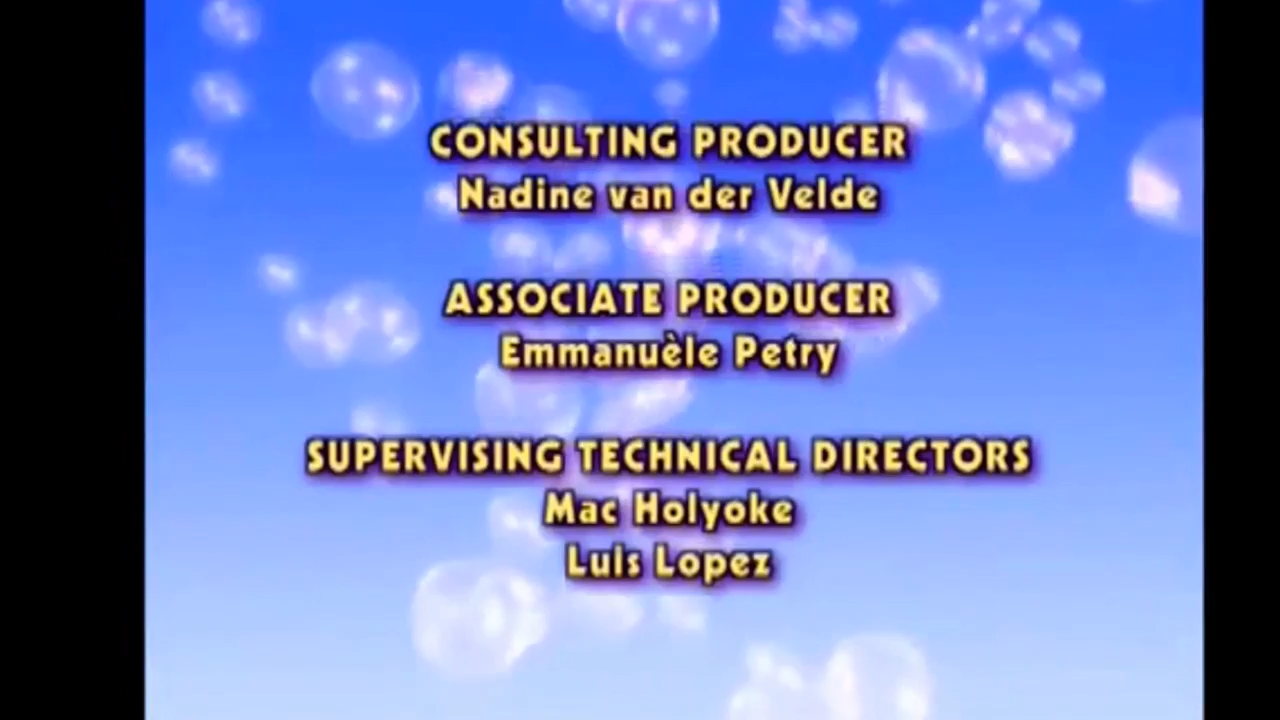 CONSULTING PRODUCER
Nadine van der Velde
ASSOCIATE PRODUCER
Emmanuèle Petry
SUPERVISING TECHNICAL DIRECTORS
Mac Holyoke
Luis Lopez